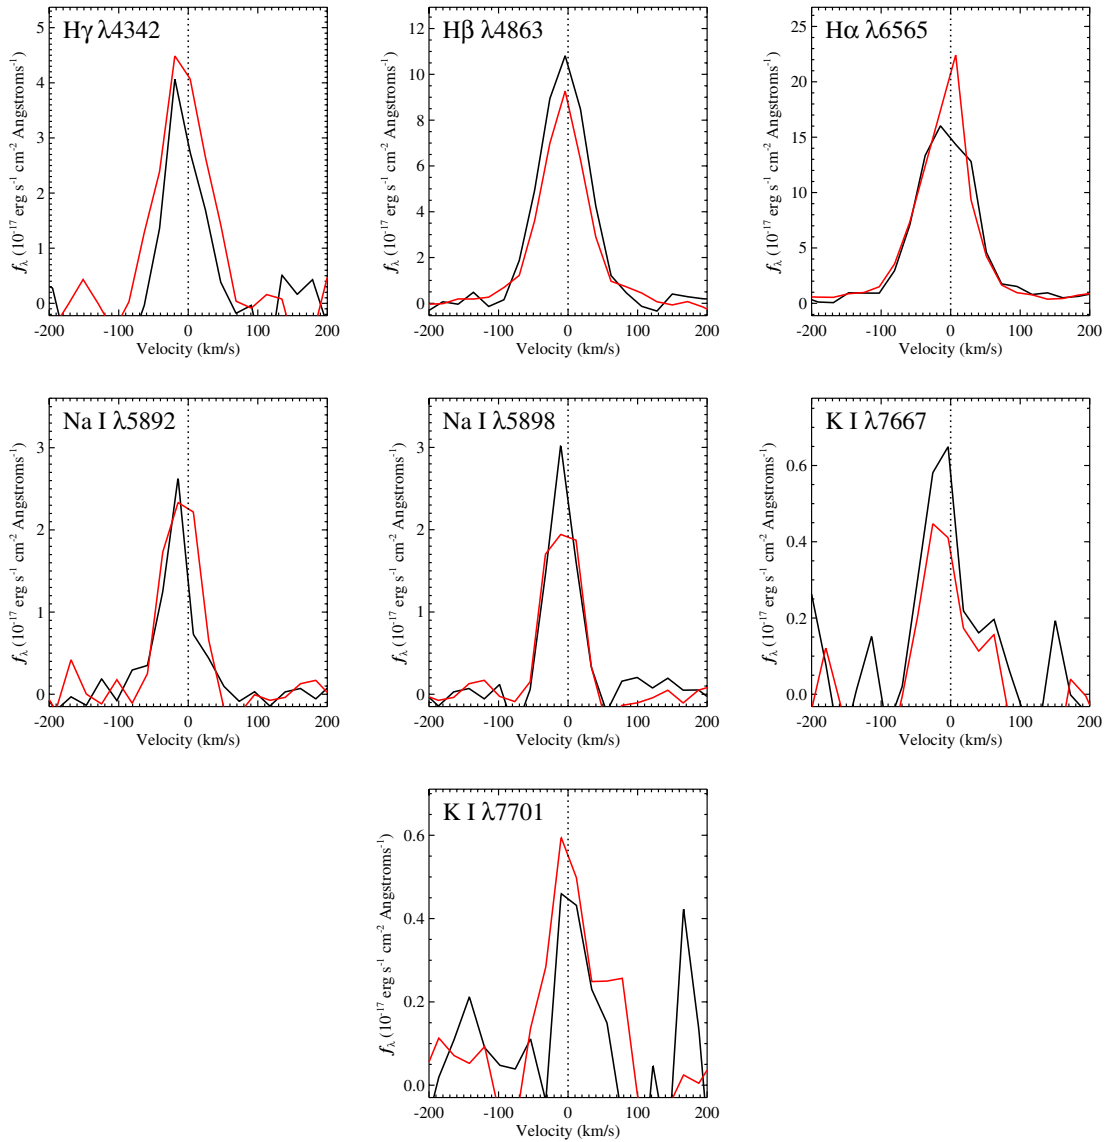 Hγ λ4342
5
4
3
2
1
0
fλ (10⁻¹⁷ erg s⁻¹ cm⁻² Angstroms⁻¹)
-200 -100 0 100 200
Velocity (km/s)
Hβ λ4863
12
10
8
6
4
2
0
fλ (10⁻¹⁷ erg s⁻¹ cm⁻² Angstroms⁻¹)
-200 -100 0 100 200
Velocity (km/s)
Hα λ6565
25
20
15
10
5
0
fλ (10⁻¹⁷ erg s⁻¹ cm⁻² Angstroms⁻¹)
-200 -100 0 100 200
Velocity (km/s)
Na I λ5892
3
2
1
0
fλ (10⁻¹⁷ erg s⁻¹ cm⁻² Angstroms⁻¹)
-200 -100 0 100 200
Velocity (km/s)
Na I λ5898
3
2
1
0
fλ (10⁻¹⁷ erg s⁻¹ cm⁻² Angstroms⁻¹)
-200 -100 0 100 200
Velocity (km/s)
K I λ7667
0.6
0.4
0.2
0.0
fλ (10⁻¹⁷ erg s⁻¹ cm⁻² Angstroms⁻¹)
-200 -100 0 100 200
Velocity (km/s)
K I λ7701
0.6
0.4
0.2
0.0
fλ (10⁻¹⁷ erg s⁻¹ cm⁻² Angstroms⁻¹)
-200 -100 0 100 200
Velocity (km/s)